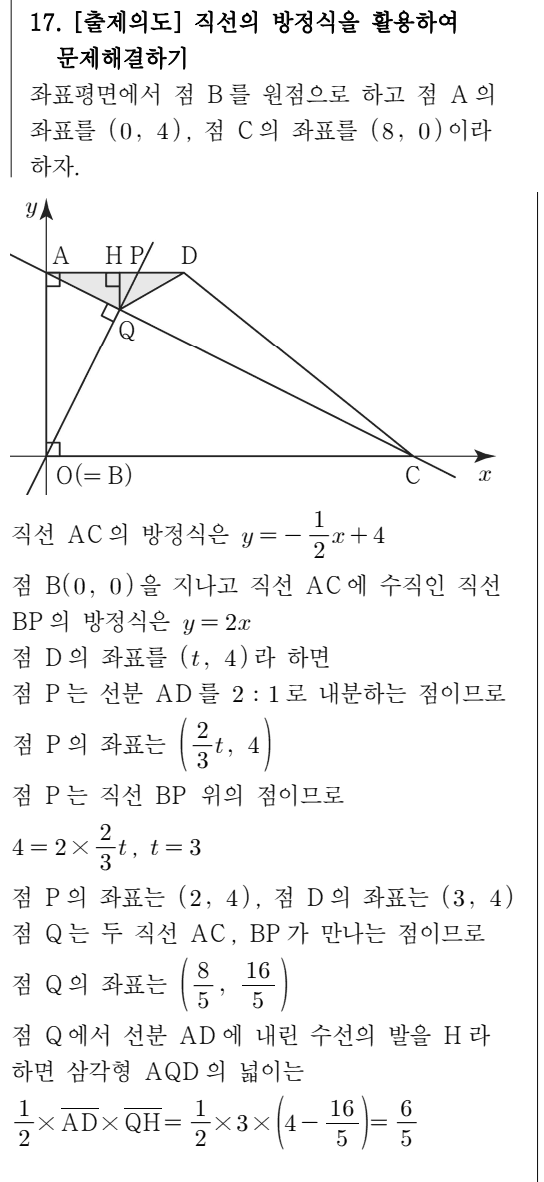 17. [출제의도] 직선의 방정식을 활용하여
문제해결하기
좌표평면에서 점 B를 원점으로 하고 점 A의
좌표를 (0, 4), 점 C의 좌표를 (8, 0)이라
하자.
y
A H P D
Q
O(= B) C x
직선 AC의 방정식은 y = -1/2x + 4
점 B(0, 0)을 지나고 직선 AC에 수직인 직선
BP의 방정식은 y = 2x
점 D의 좌표를 (t, 4)라 하면
점 P는 선분 AD를 2 : 1로 내분하는 점이므로
점 P의 좌표는 (2/3t, 4)
점 P는 직선 BP 위의 점이므로
4 = 2 × 2/3t, t = 3
점 P의 좌표는 (2, 4), 점 D의 좌표는 (3, 4)
점 Q는 두 직선 AC, BP가 만나는 점이므로
점 Q의 좌표는 (8/5, 16/5)
점 Q에서 선분 AD에 내린 수선의 발을 H라
하면 삼각형 AQD의 넓이는
1/2 × A̅D̅ × Q̅H̅ = 1/2 × 3 × (4 - 16/5) = 6/5